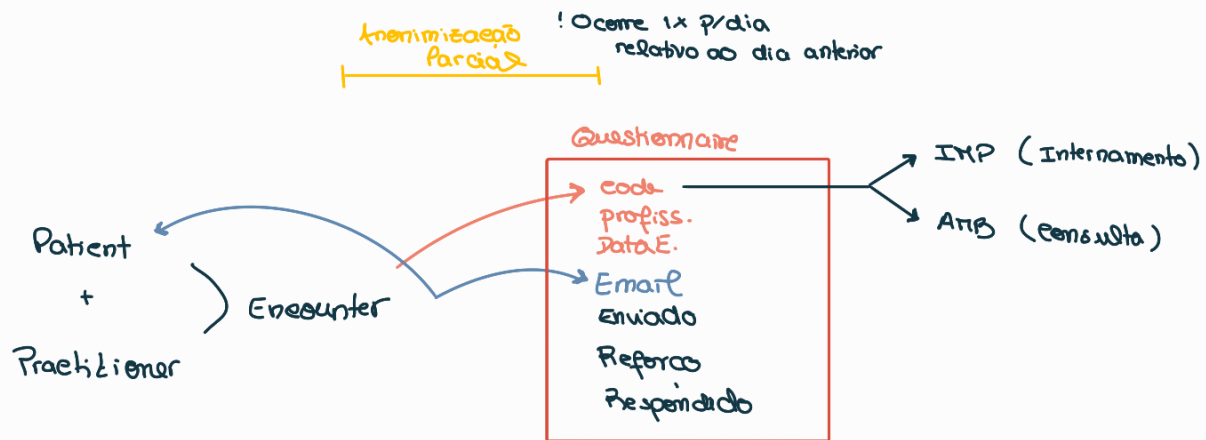 Anonimização
Parcial
! Ocorre 1x p/dia
relativo ao dia anterior
Patient
+
Practitioner
Encounter
Questionnaire
code
profiss.
Data E.
Email
Enviado
Reforço
Respondido
IMP (Internamento)
AMB (Consulta)